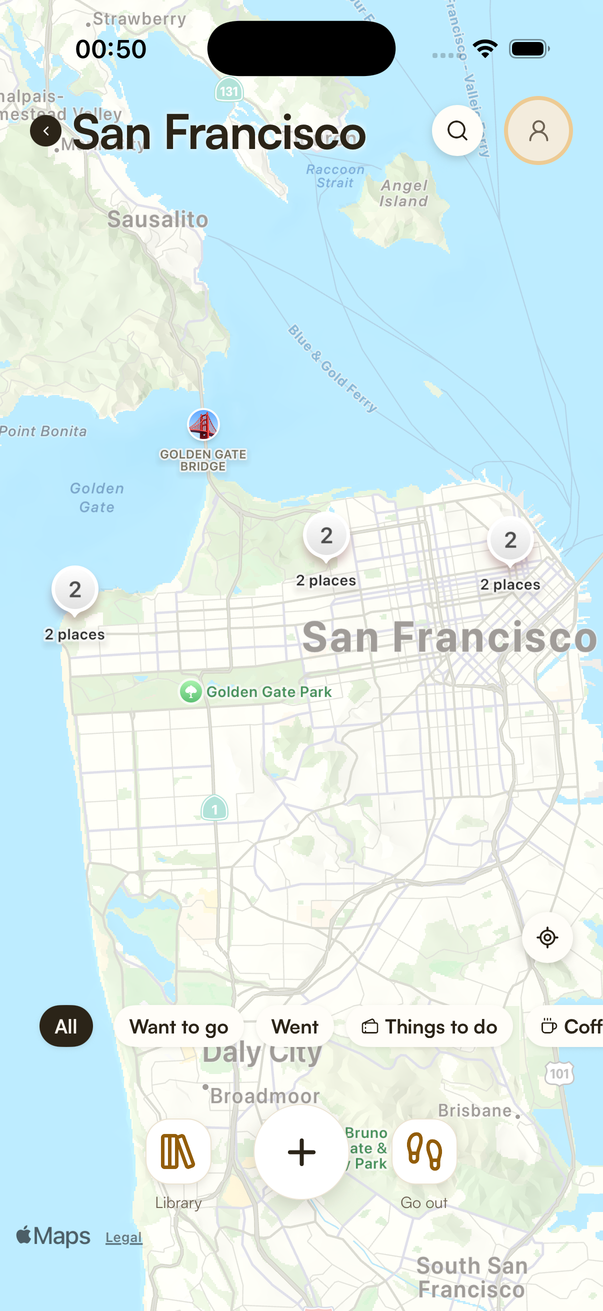 Strawberry
00:50
131
San Francisco
Raccoon
Strait
Angel
Island
Sausalito
Blue & Gold Ferry
Point Bonita
GOLDEN GATE
BRIDGE
Golden
Gate
2
2 places
2
2 places
2
2 places
San Francisco
Golden Gate Park
1
All
Want to go
Went
Things to do
Coff
Daly City
101
Broadmoor
Brisbane
Bruno
ate &
y Park
Library
Go out
Maps
Legal
South San
Francisco